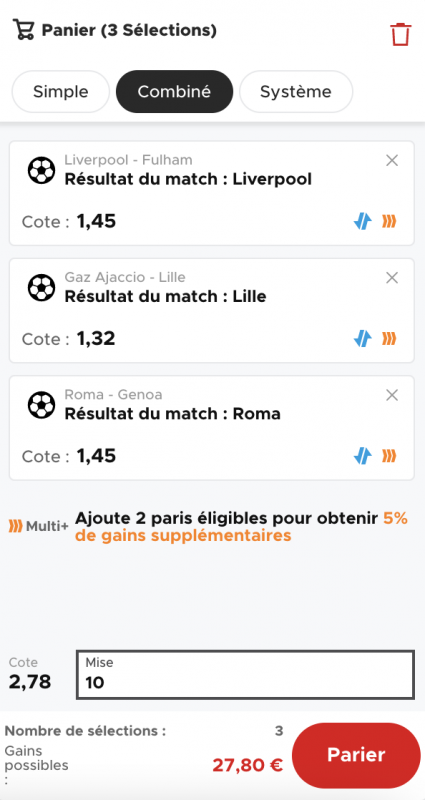 Panier (3 Sélections)
Simple
Combiné
Système
Liverpool - Fulham
Résultat du match : Liverpool
Cote : 1,45
Gaz Ajaccio - Lille
Résultat du match : Lille
Cote : 1,32
Roma - Genoa
Résultat du match : Roma
Cote : 1,45
Multi+
Ajoute 2 paris éligibles pour obtenir 5%
de gains supplémentaires
Cote
2,78
Mise
10
Nombre de sélections : 3
Gains
possibles
:
27,80 €
Parier